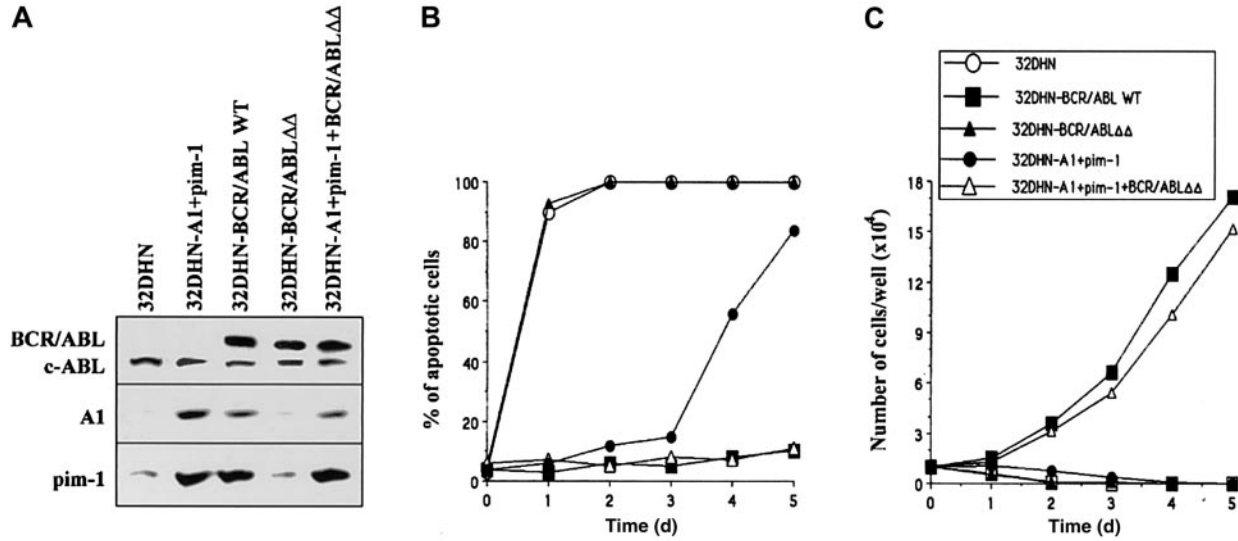 A
32DHN
32DHN-A1+pim-1
32DHN-BCR/ABL WT
32DHN-BCR/ABLΔΔ
32DHN-A1+pim-1+BCR/ABLΔΔ
BCR/ABL
c-ABL
A1
pim-1
B
% of apoptotic cells
100
80
60
40
20
0
0 1 2 3 4 5
Time (d)
C
32DHN
32DHN-BCR/ABL WT
32DHN-BCR/ABLΔΔ
32DHN-A1+pim-1
32DHN-A1+pim-1+BCR/ABLΔΔ
Number of cells/well (x10⁴)
18
15
12
9
6
3
0
0 1 2 3 4 5
Time (d)